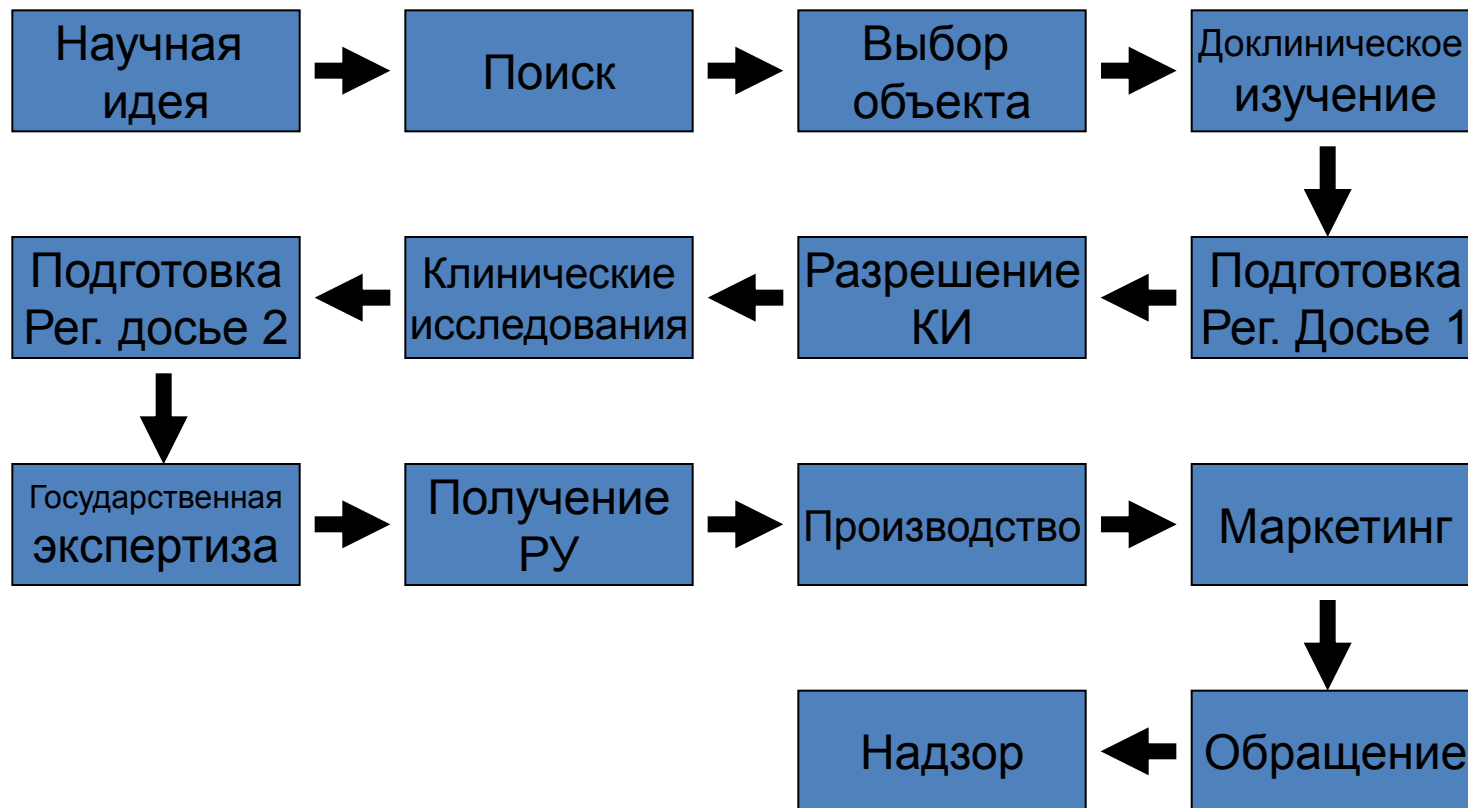 Научная
идея
Поиск
Выбор
объекта
Доклиническое
изучение
Подготовка
Рег. Досье 1
Разрешение
КИ
Клинические
исследования
Подготовка
Рег. досье 2
Государственная
экспертиза
Получение
РУ
Производство
Маркетинг
Обращение
Надзор